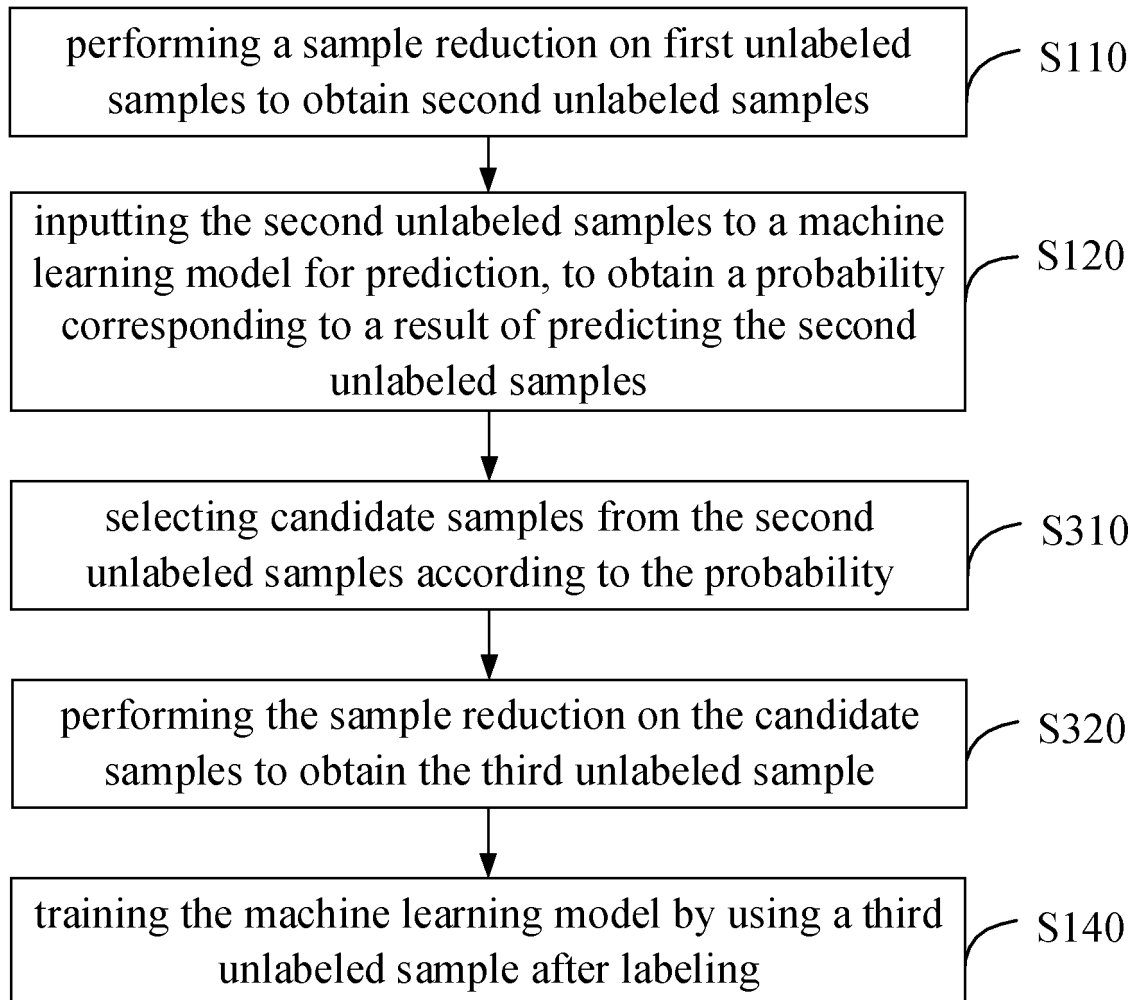 performing a sample reduction on first unlabeled
samples to obtain second unlabeled samples
S110
inputting the second unlabeled samples to a machine
learning model for prediction, to obtain a probability
corresponding to a result of predicting the second
unlabeled samples
S120
selecting candidate samples from the second
unlabeled samples according to the probability
S310
performing the sample reduction on the candidate
samples to obtain the third unlabeled sample
S320
training the machine learning model by using a third
unlabeled sample after labeling
S140